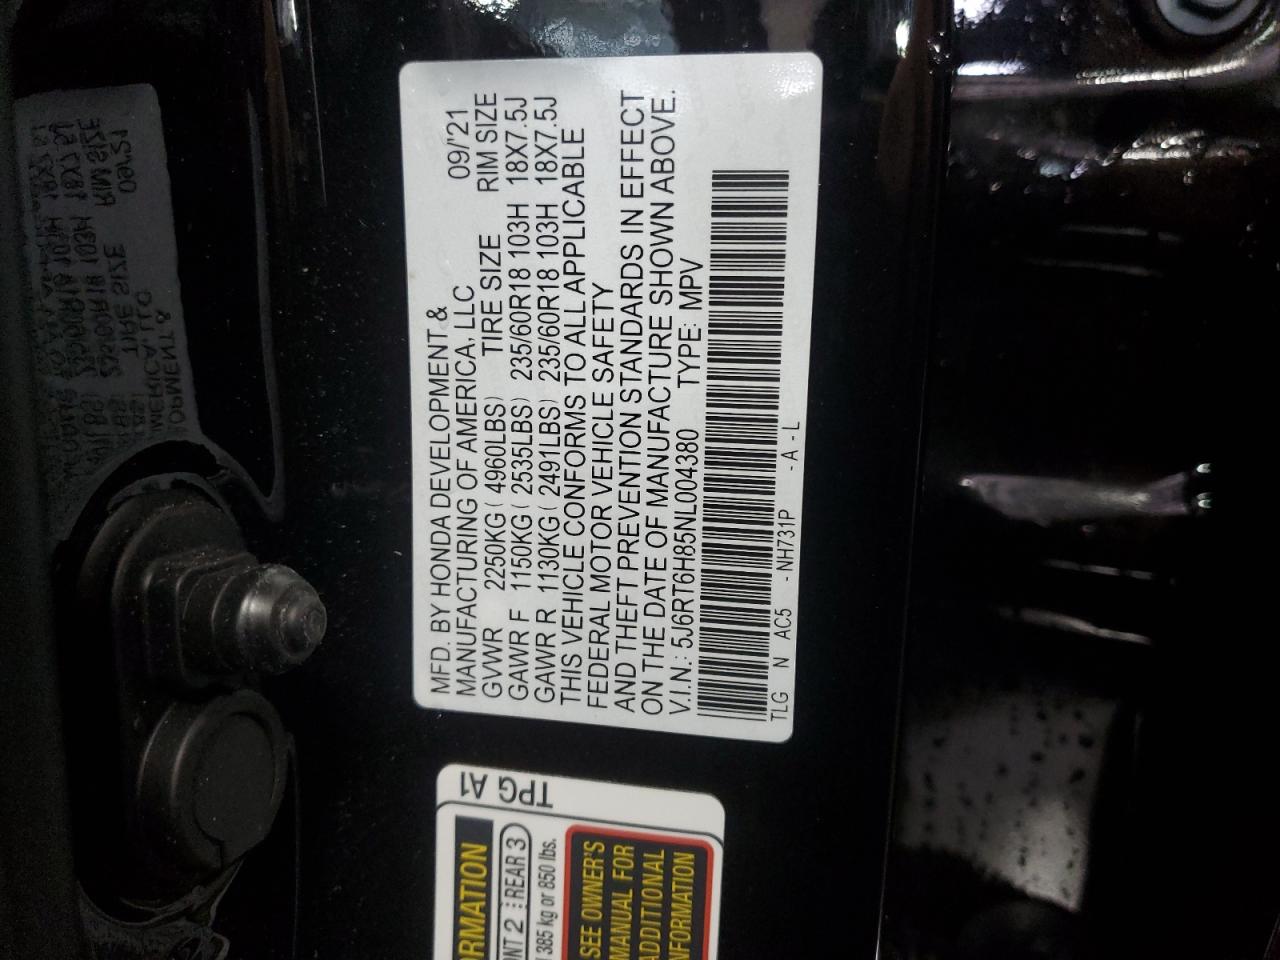 MFD. BY HONDA DEVELOPMENT &
MANUFACTURING OF AMERICA, LLC 09/'21
GVWR 2250KG ( 4960LBS) TIRE SIZE RIM SIZE
GAWR F 1150KG ( 2535LBS) 235/60R18 103H 18X7.5J
GAWR R 1130KG ( 2491LBS) 235/60R18 103H 18X7.5J
THIS VEHICLE CONFORMS TO ALL APPLICABLE
FEDERAL MOTOR VEHICLE SAFETY
AND THEFT PREVENTION STANDARDS IN EFFECT
ON THE DATE OF MANUFACTURE SHOWN ABOVE.
V.I.N.: 5J6RT6H85NL004380 TYPE: MPV
TLG N AC5 - NH731P - A - L
TPG A1
FRONT 2 REAR 3
385 kg or 850 lbs.
SEE OWNER'S
MANUAL FOR
ADDITIONAL
INFORMATION